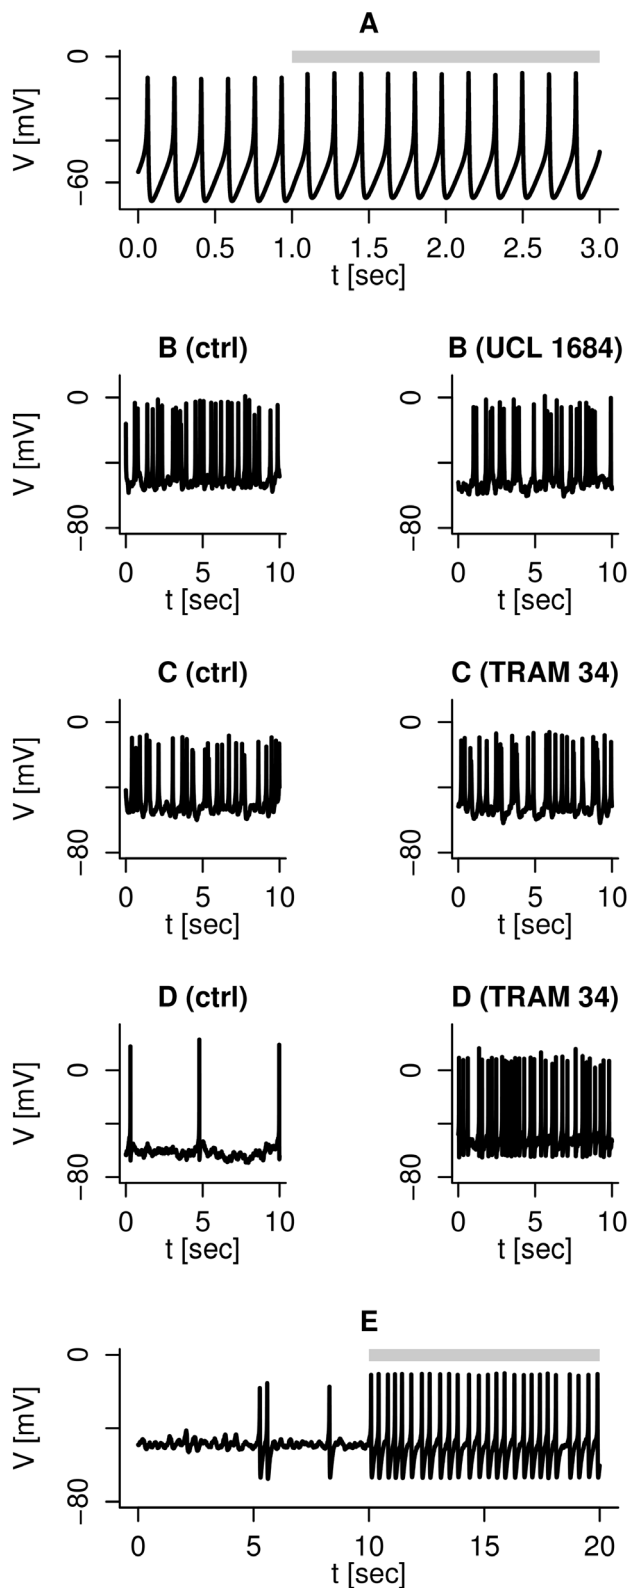 A
V [mV]
0
−60
0.0 0.5 1.0 1.5 2.0 2.5 3.0
t [sec]
B (ctrl)
V [mV]
0
−80
0 5 10
t [sec]
B (UCL 1684)
0
−80
0 5 10
t [sec]
C (ctrl)
V [mV]
0
−80
0 5 10
t [sec]
C (TRAM 34)
0
−80
0 5 10
t [sec]
D (ctrl)
V [mV]
0
−80
0 5 10
t [sec]
D (TRAM 34)
0
−80
0 5 10
t [sec]
E
V [mV]
0
−80
0 5 10 15 20
t [sec]